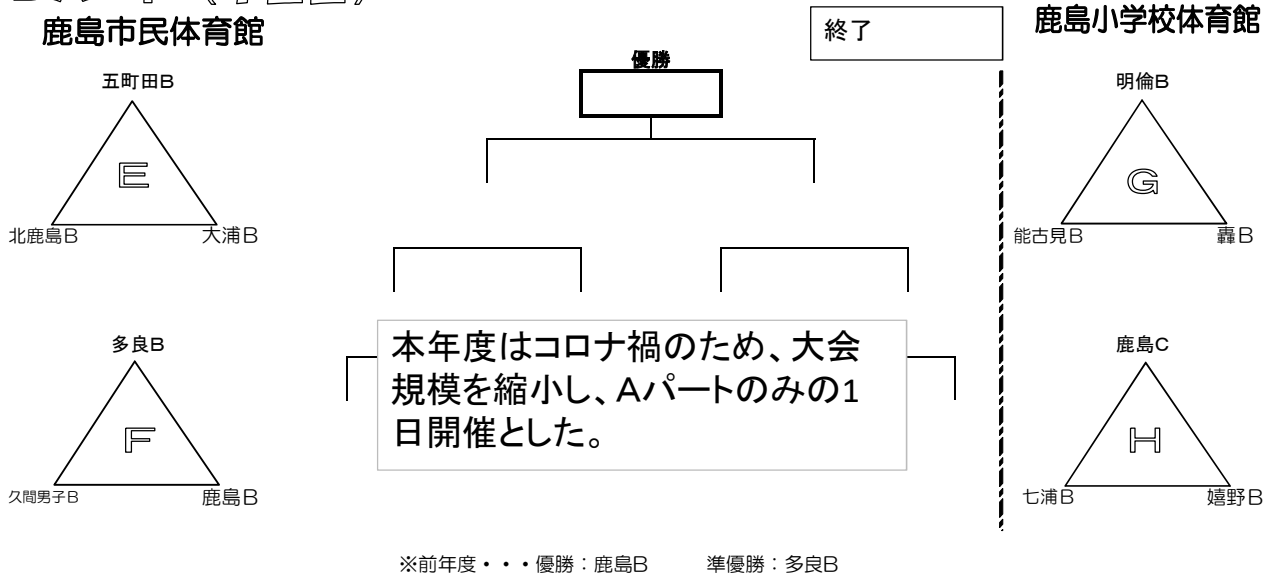 鹿島市民体育館
終了
鹿島小学校体育館
優勝
五町田B
E
北鹿島B
大浦B
明倫B
G
能古見B
轟B
多良B
F
久間男子B
鹿島B
本年度はコロナ禍のため、大会
規模を縮小し、Aパートのみの1
日開催とした。
鹿島C
H
七浦B
嬉野B
※前年度・・・優勝：鹿島B 準優勝：多良B